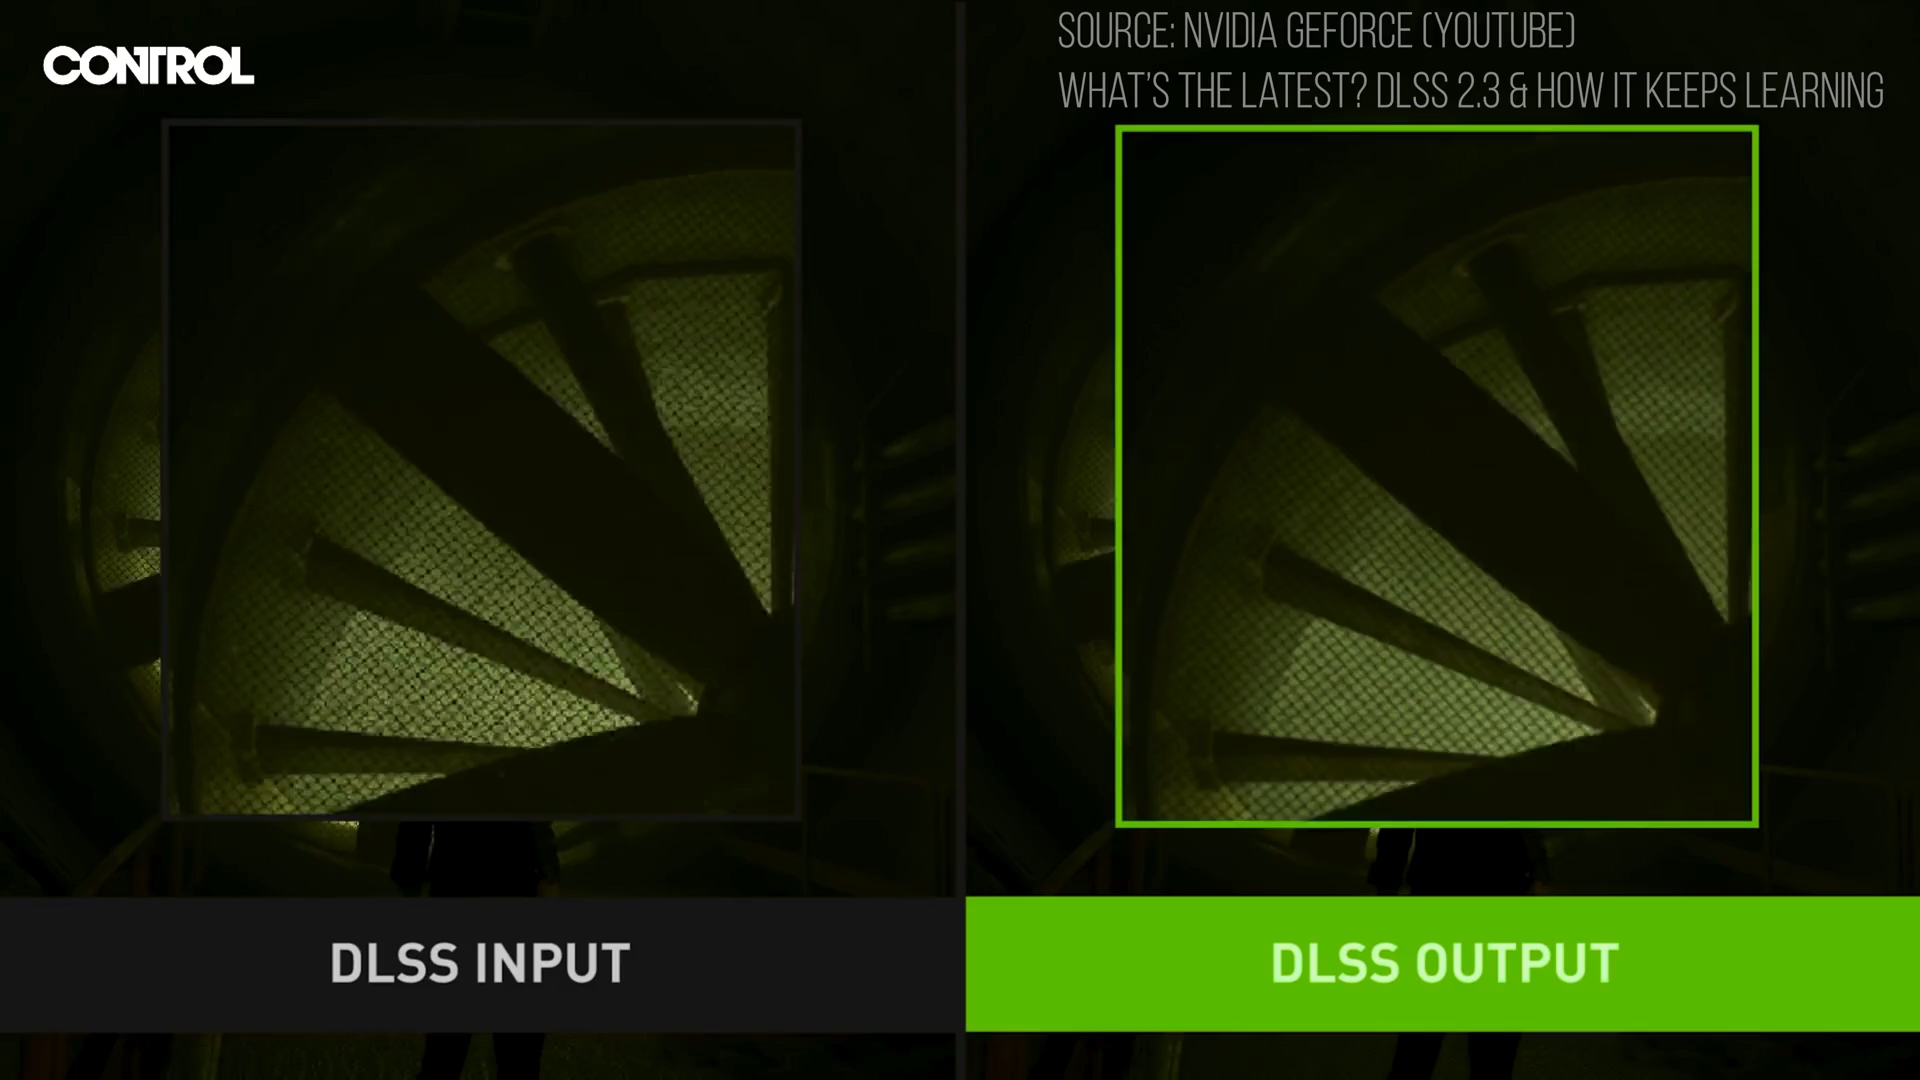 CONTROL
SOURCE: NVIDIA GEFORCE (YOUTUBE)
WHAT'S THE LATEST? DLSS 2.3 & HOW IT KEEPS LEARNING
DLSS INPUT
DLSS OUTPUT